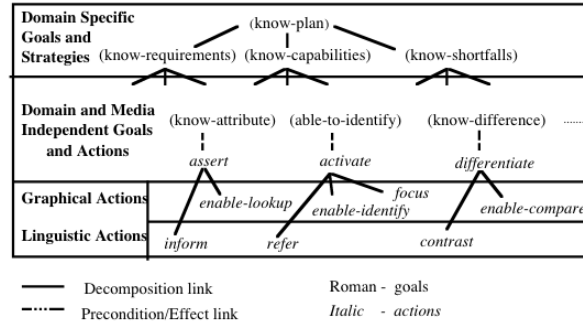 Domain Specific
Goals and
Strategies
(know-plan)
(know-requirements) (know-capabilities) (know-shortfalls)
Domain and Media
Independent Goals
and Actions
(know-attribute) (able-to-identify) (know-difference) ........
assert activate differentiate
Graphical Actions
enable-lookup enable-identify focus enable-compare
Linguistic Actions
inform refer contrast
Decomposition link Roman - goals
Precondition/Effect link Italic - actions